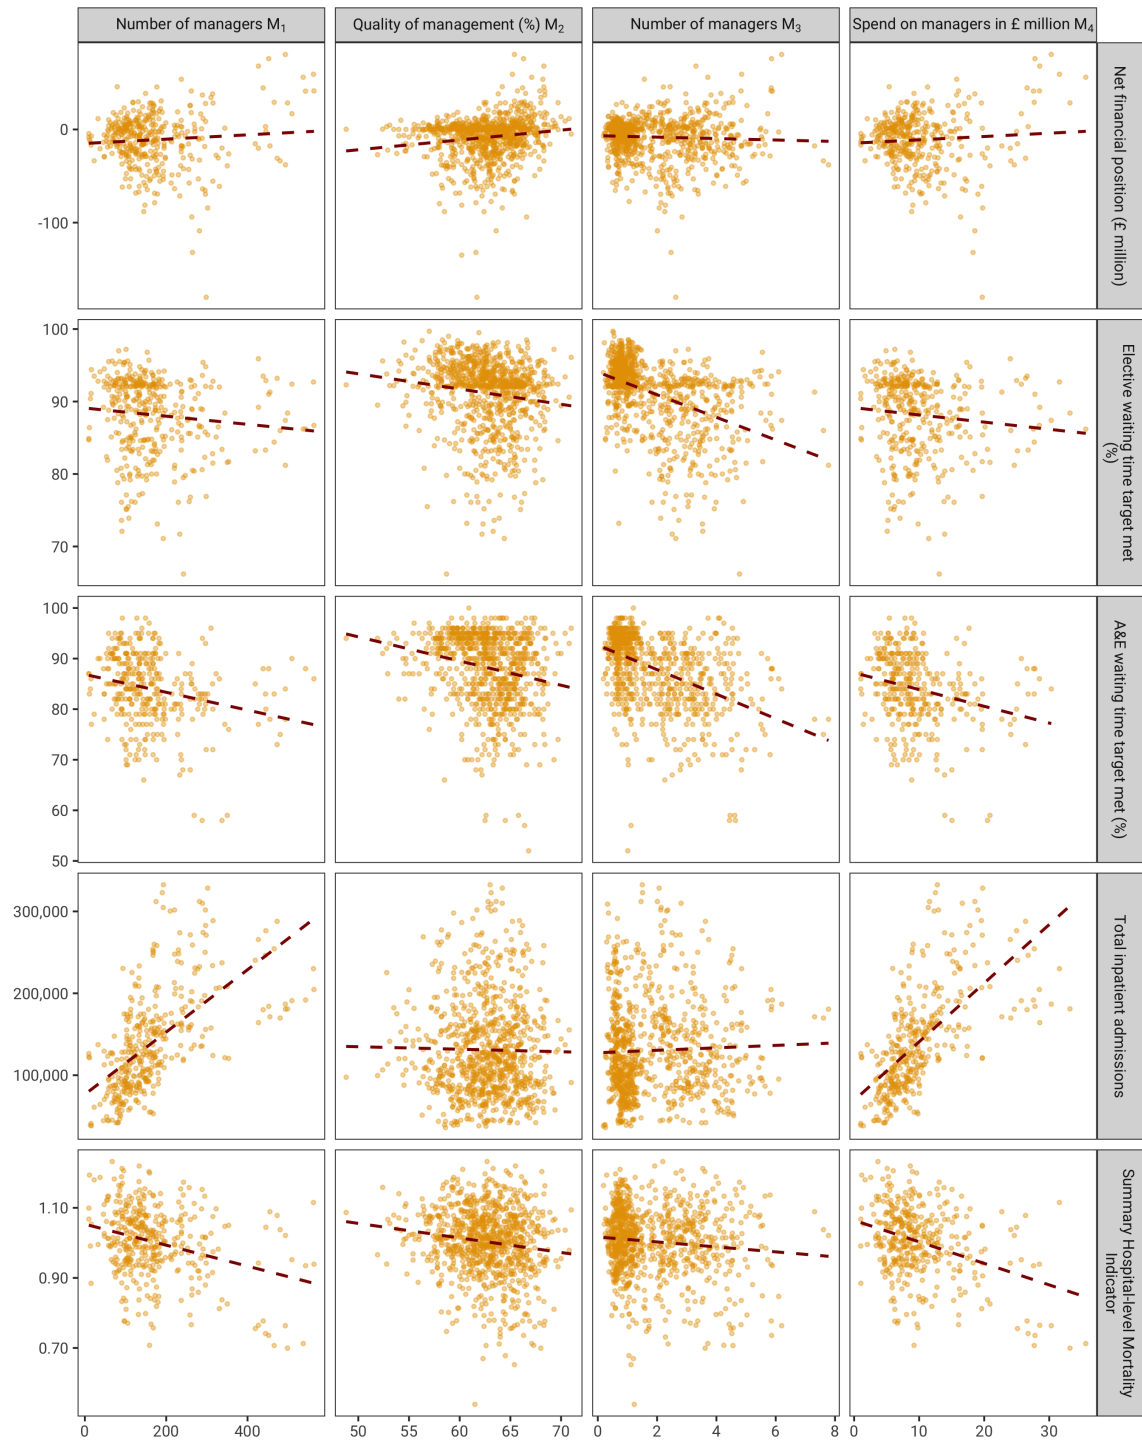 Number of managers M₁
Quality of management (%) M₂
Number of managers M₃
Spend on managers in £ million M₄
0
-100
Net financial position (£ million)
100
90
80
70
Elective waiting time target met
(%)
100
90
80
70
60
50
A&E waiting time target met (%)
300,000
200,000
100,000
Total inpatient admissions
1.10
0.90
0.70
Summary Hospital-level Mortality
Indicator
0 200 400
50 55 60 65 70
0 2 4 6 8
0 10 20 30